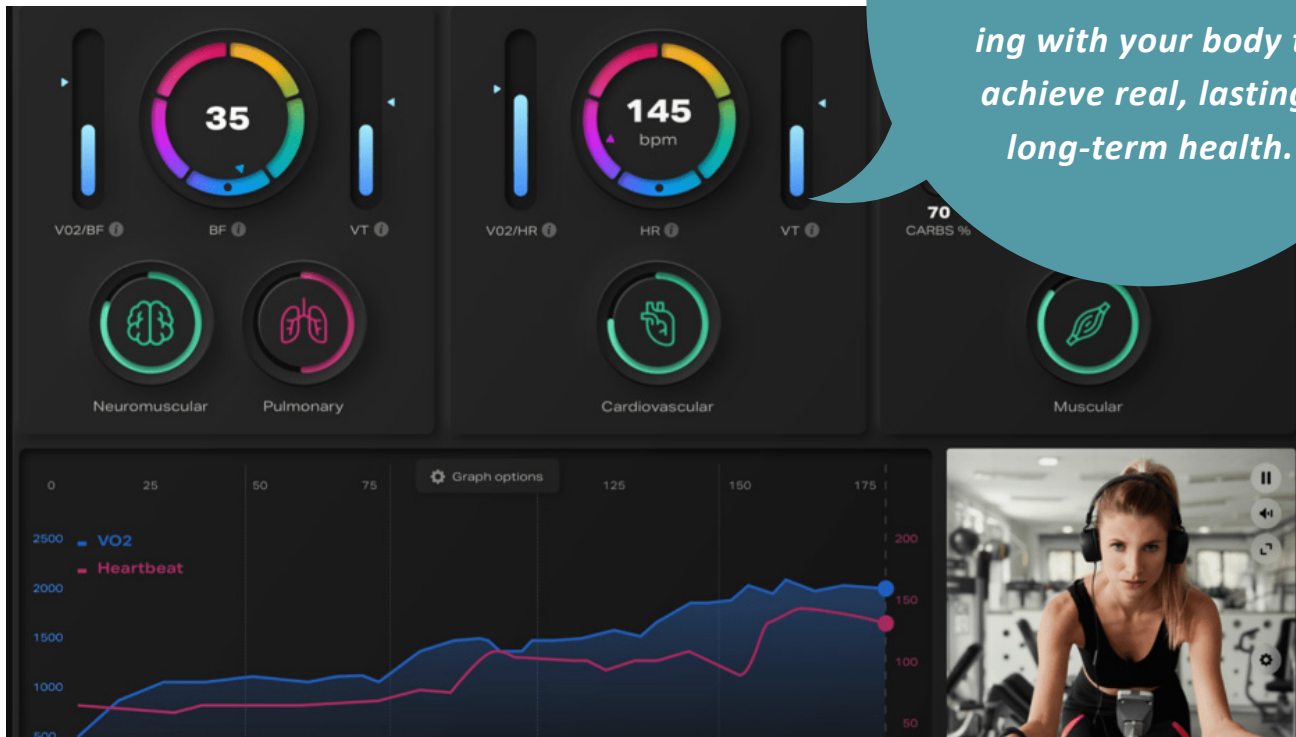 ing with your body
achieve real, lasting
long-term health.
35
145
bpm
V02/BF
BF
VT
V02/HR
HR
VT
70
CARBS %
Neuromuscular
Pulmonary
Cardiovascular
Muscular
0 25 50 75 Graph options 125 150 175
2500
VO2
200
Heartbeat
2000
150
1500
100
1000
50
500